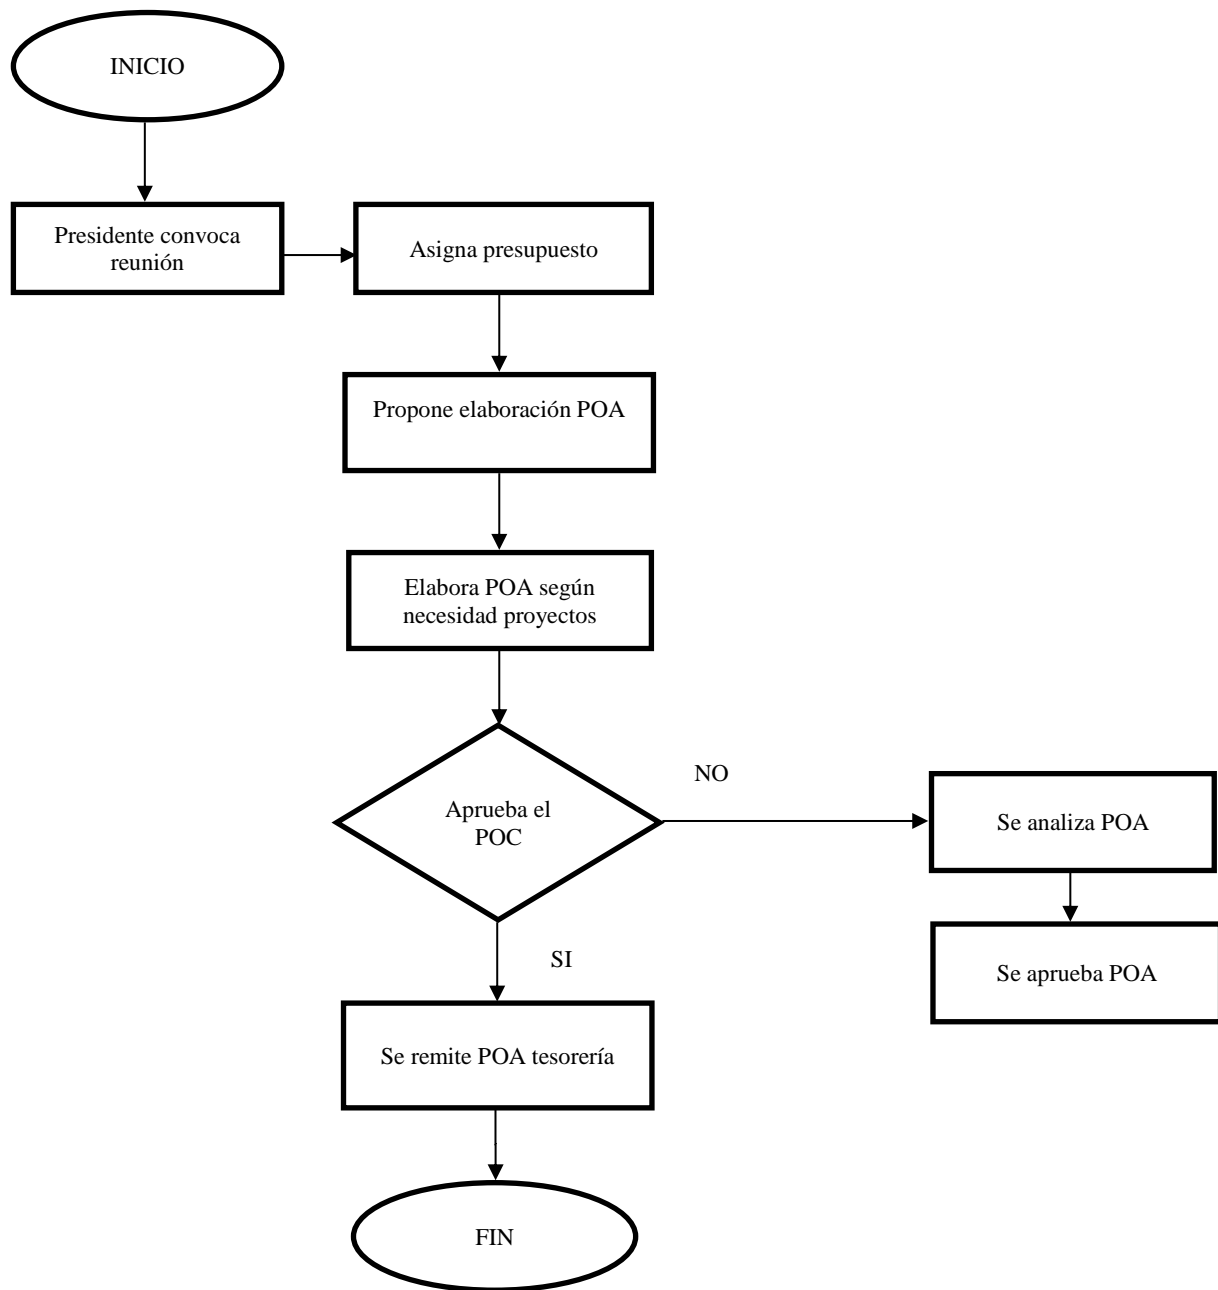 INICIO
Presidente convoca
reunión
Asigna presupuesto
Propone elaboración POA
Elabora POA según
necesidad proyectos
Aprueba el
POC
NO
Se analiza POA
Se aprueba POA
SI
Se remite POA tesorería
FIN